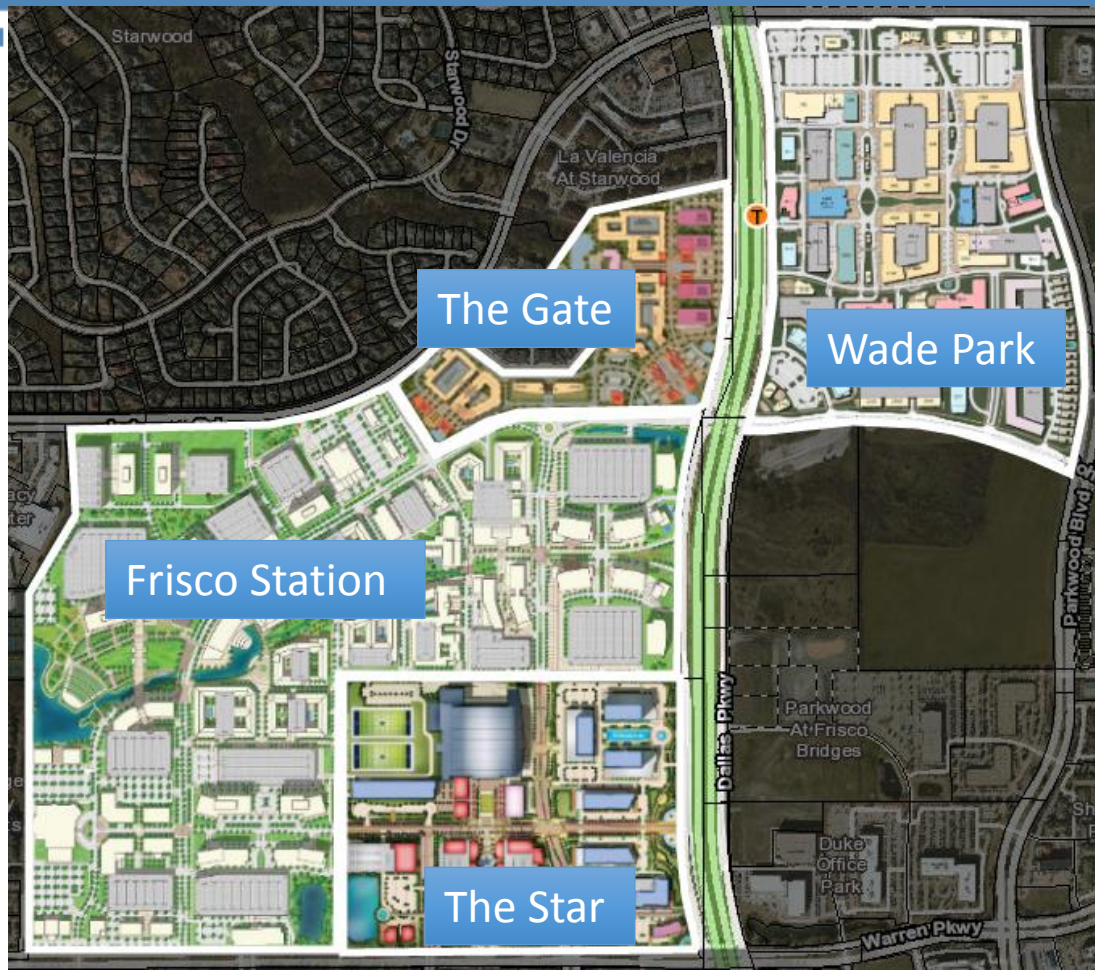 Starwood
Starwood Dr
La Valencia
At Starwood
T
The Gate
Wade Park
Frisco Station
Parkwood Blvd
Dallas Pkwy
Parkwood
At Frisco
Bridges
Duke
Office
Park
The Star
Warren Pkwy